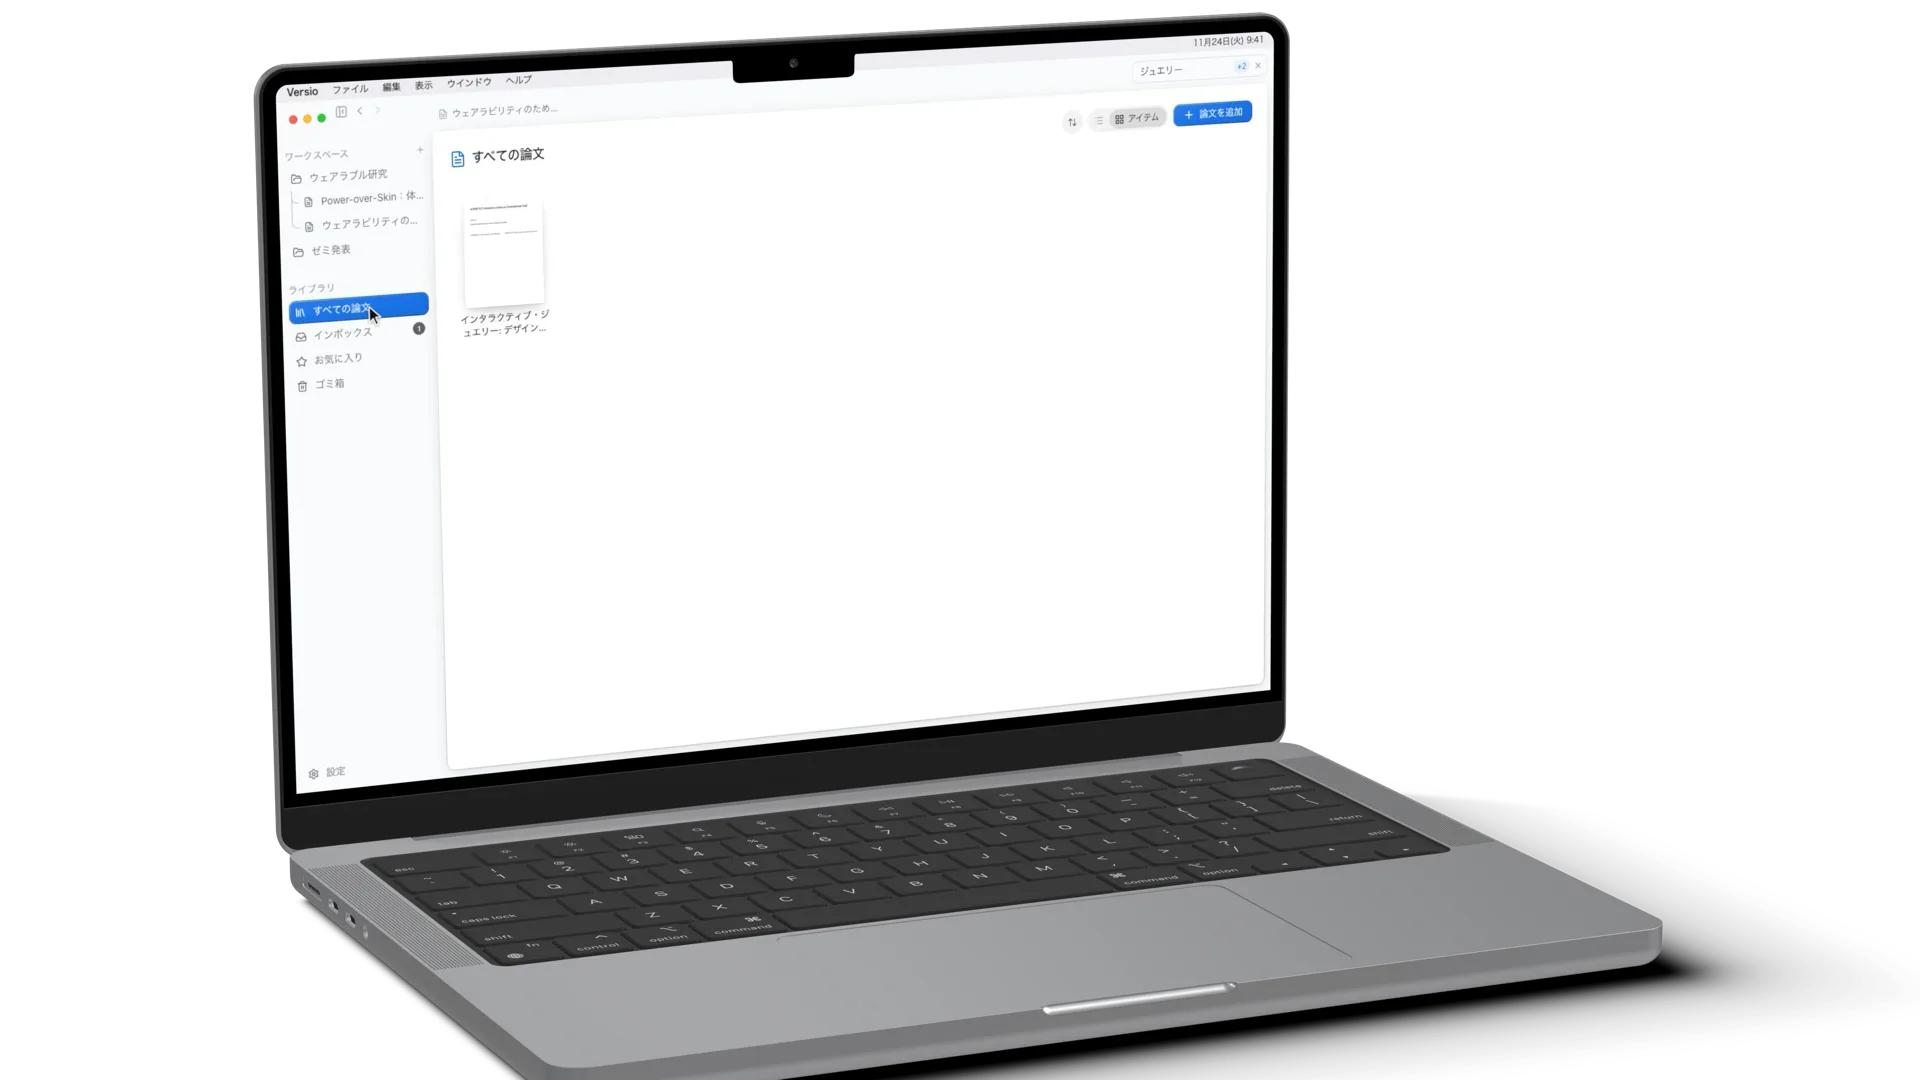 Versio ファイル 編集 表示 ウインドウ ヘルプ
11月24日(火) 9:41
ウェアラビリティのため...
ジュエリー +2 ×
アイテム
+ 論文を追加
ワークスペース +
ウェアラブル研究
Power-over-Skin：体...
ウェアラビリティの...
ゼミ発表
ライブラリ
すべての論文
インボックス 1
お気に入り
ゴミ箱
設定
すべての論文
インタラクティブ・ジ
ュエリー: デザイン...
esc
tab
Q W E R T Y U I O P
delete
caps lock
A S D F G H J K L
return
shift
Z X C V B N M
shift
fn control option command
command option